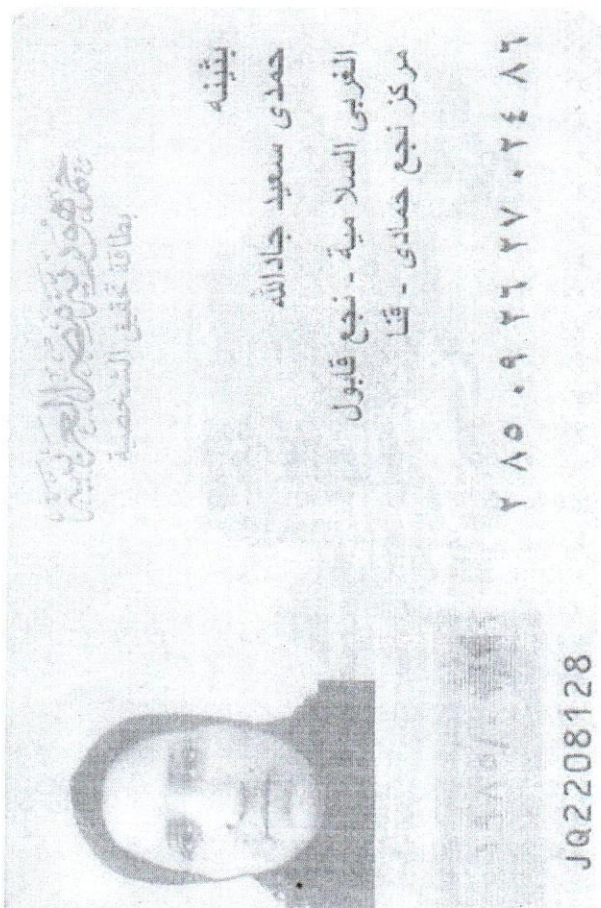 جمهورية مصر العربية
بطاقة تحقيق الشخصية
بثينه
حمدى سعيد جادالله
الغربى السلامية - نجع قابول
مركز نجع حمادى - قنا
٢ ٨٥ ٠٩ ٢٦ ٢٧ ٠٢٤ ٨٦
JQ2208128